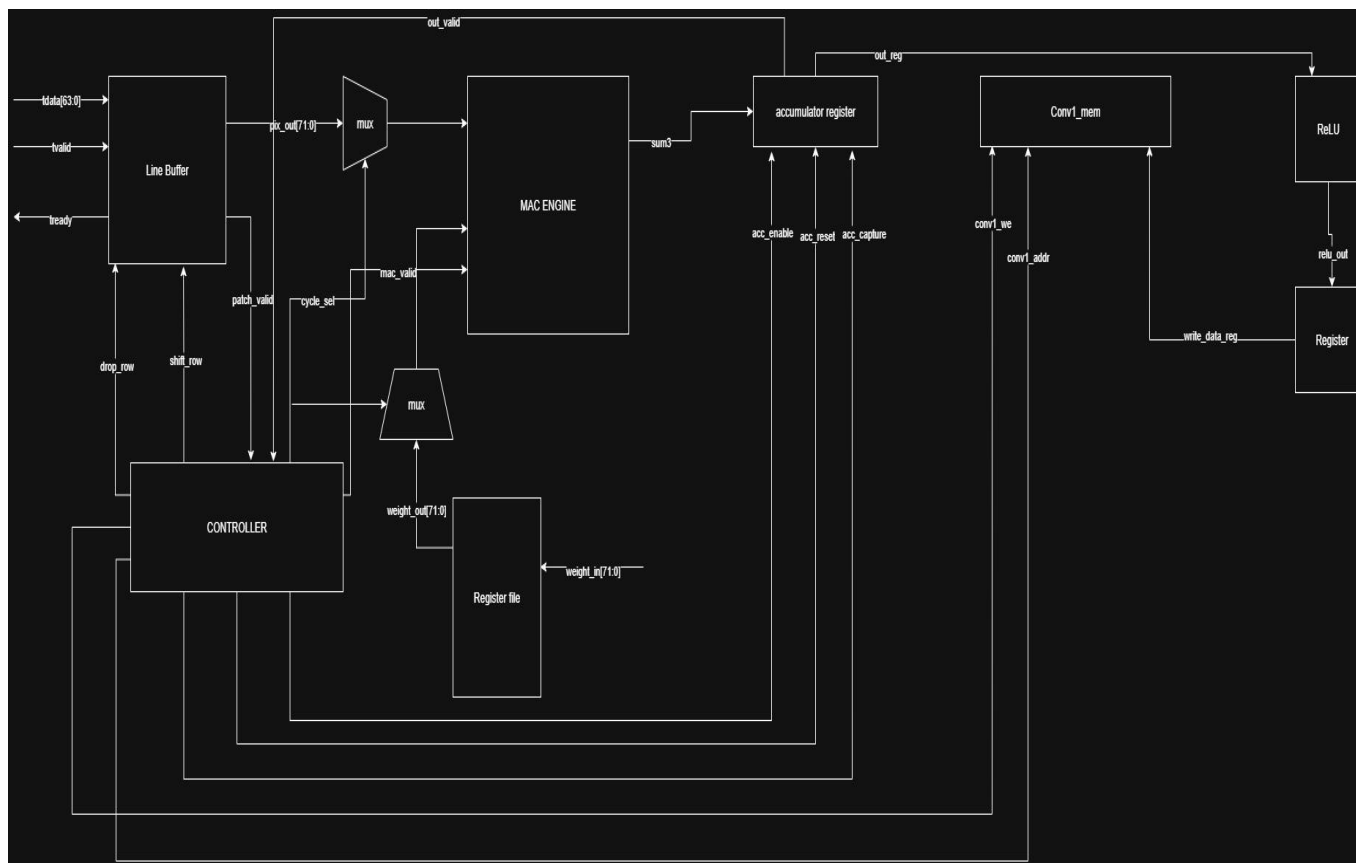 out_valid
out_reg
tdata[63:0]
tvalid
tready
Line Buffer
pix_out[71:0]
mux
MAC ENGINE
sum3
accumulator register
Conv1_mem
ReLU
acc_enable
acc_reset
acc_capture
conv1_we
conv1_addr
relu_out
mac_valid
patch_valid
cycle_sel
drop_row
shift_row
write_data_reg
Register
mux
CONTROLLER
weight_out[71:0]
weight_in[71:0]
Register file